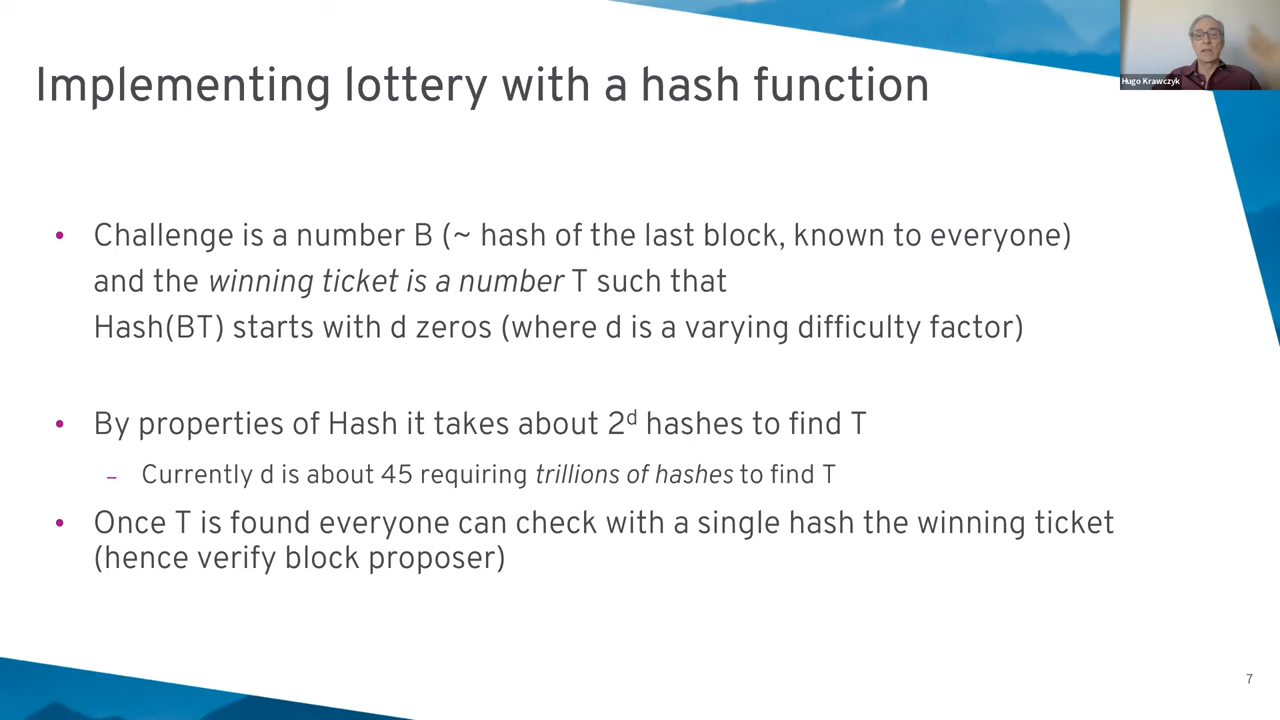 Hugo Krawczyk
Implementing lottery with a hash function
• Challenge is a number B (~ hash of the last block, known to everyone)
and the winning ticket is a number T such that
Hash(BT) starts with d zeros (where d is a varying difficulty factor)
• By properties of Hash it takes about 2ᵈ hashes to find T
– Currently d is about 45 requiring trillions of hashes to find T
• Once T is found everyone can check with a single hash the winning ticket
(hence verify block proposer)
7